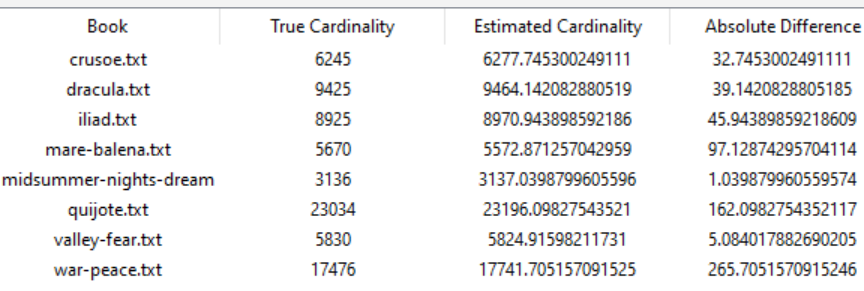 Book True Cardinality Estimated Cardinality Absolute Difference
crusoe.txt 6245 6277.745300249111 32.7453002491111
dracula.txt 9425 9464.142082880519 39.1420828805185
iliad.txt 8925 8970.943898592186 45.94389859218609
mare-balena.txt 5670 5572.871257042959 97.12874295704114
midsummer-nights-dream 3136 3137.0398799605596 1.039879960559574
quijote.txt 23034 23196.09827543521 162.0982754352117
valley-fear.txt 5830 5824.91598211731 5.084017882690205
war-peace.txt 17476 17741.705157091525 265.7051570915246